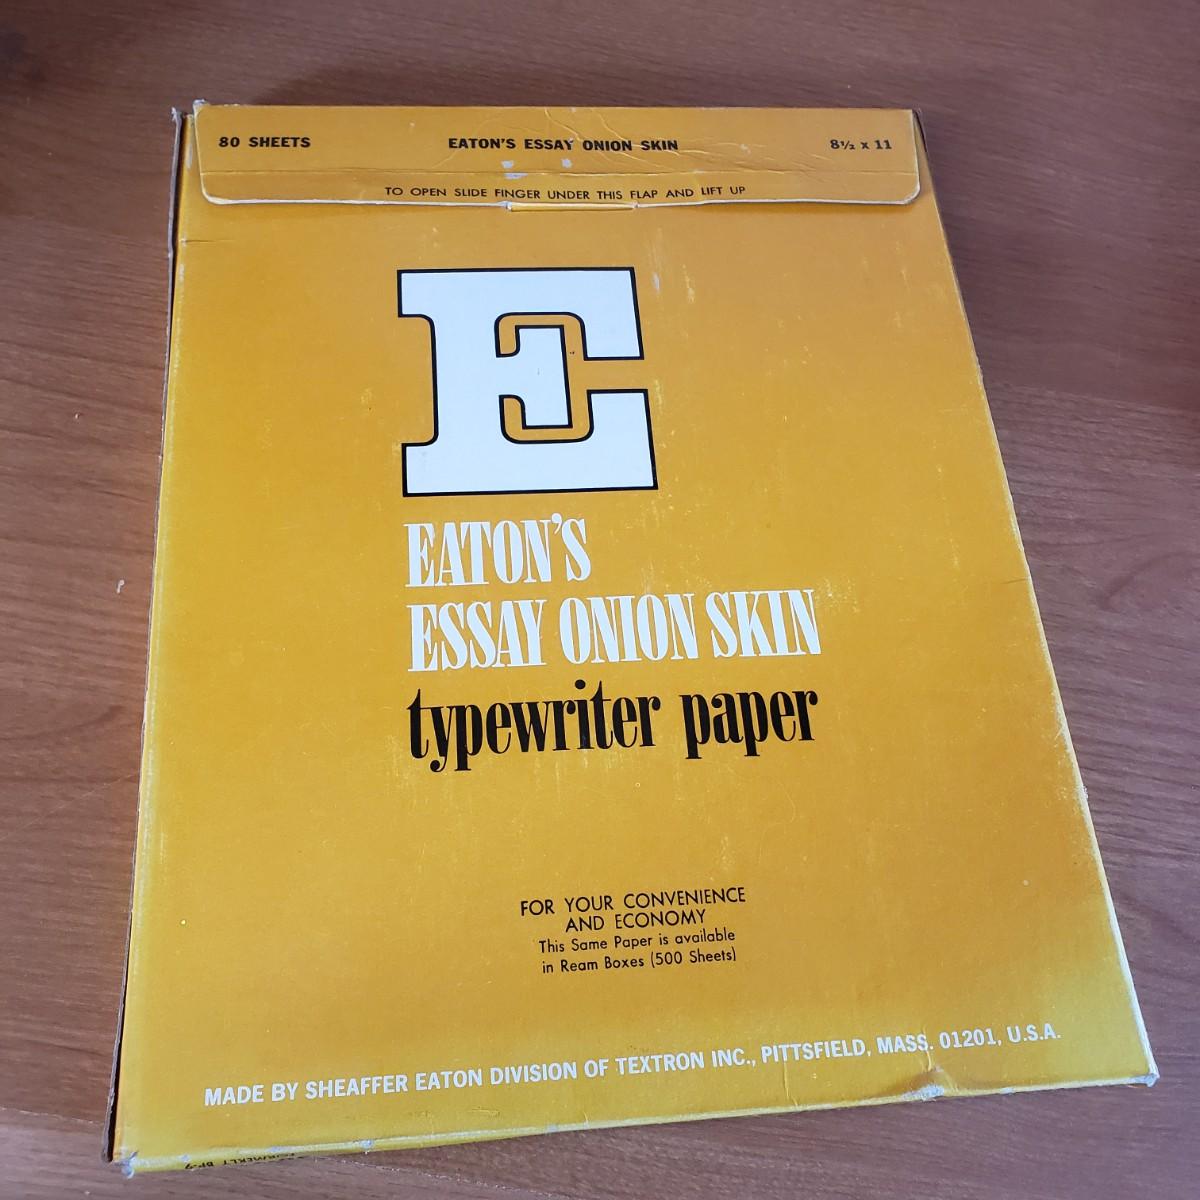 80 SHEETS EATON'S ESSAY ONION SKIN 8½ x 11
TO OPEN SLIDE FINGER UNDER THIS FLAP AND LIFT UP
E
EATON'S
ESSAY ONION SKIN
typewriter paper
FOR YOUR CONVENIENCE
AND ECONOMY
This Same Paper is available
in Ream Boxes (500 Sheets)
MADE BY SHEAFFER EATON DIVISION OF TEXTRON INC., PITTSFIELD, MASS. 01201, U.S.A.